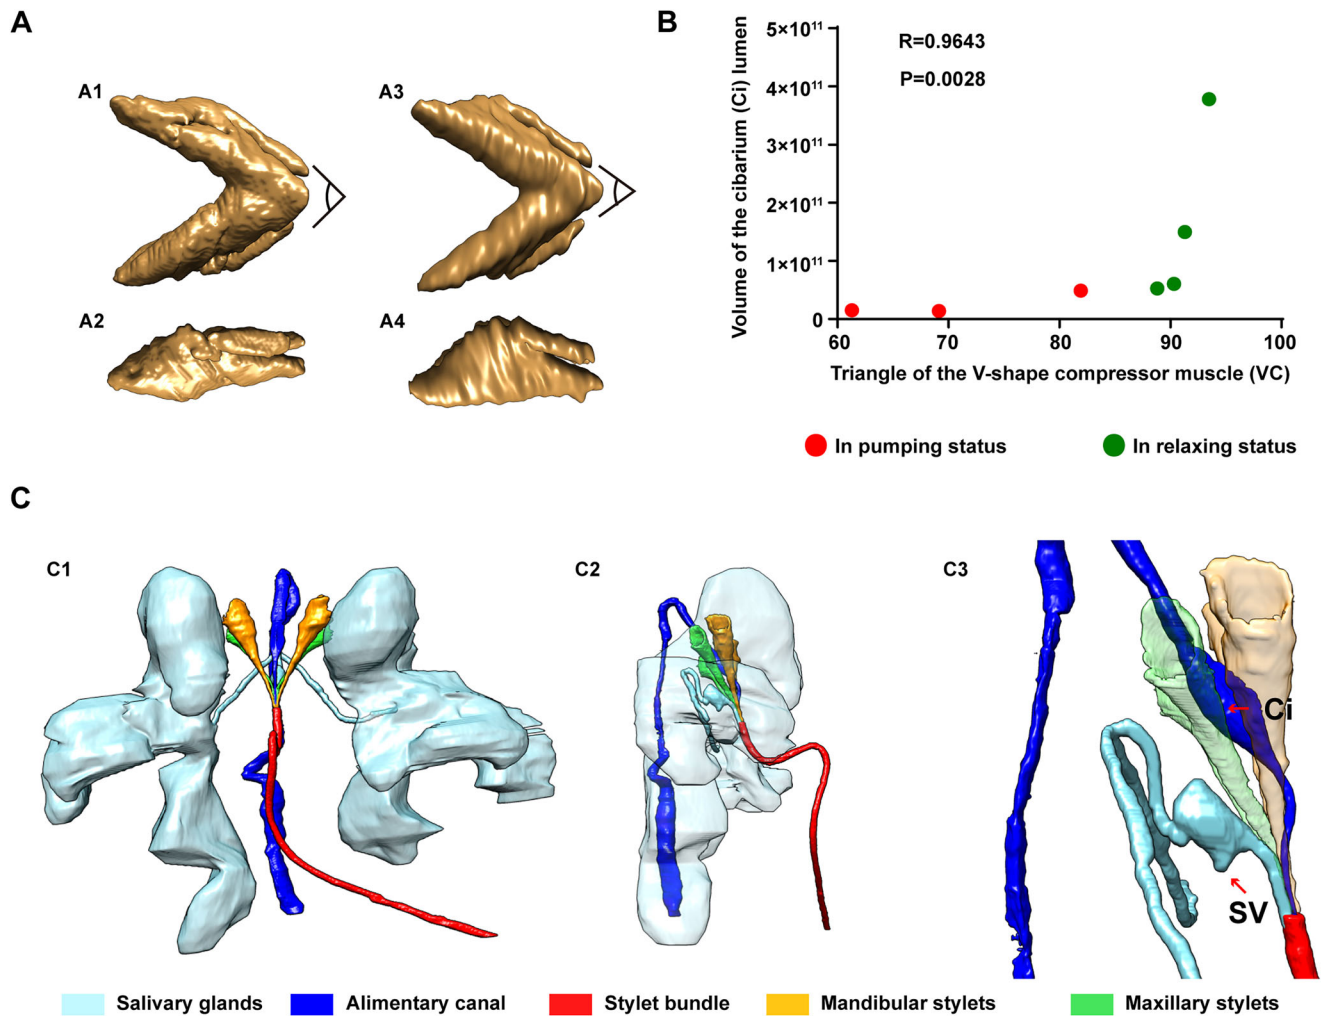 A
A1
A3
A2
A4
B
Volume of the cibarium (Ci) lumen
5×10¹¹
4×10¹¹
3×10¹¹
2×10¹¹
1×10¹¹
0
R=0.9643
P=0.0028
60 70 80 90 100
Triangle of the V-shape compressor muscle (VC)
In pumping status
In relaxing status
C
C1
C2
C3
Ci
SV
Salivary glands
Alimentary canal
Stylet bundle
Mandibular stylets
Maxillary stylets